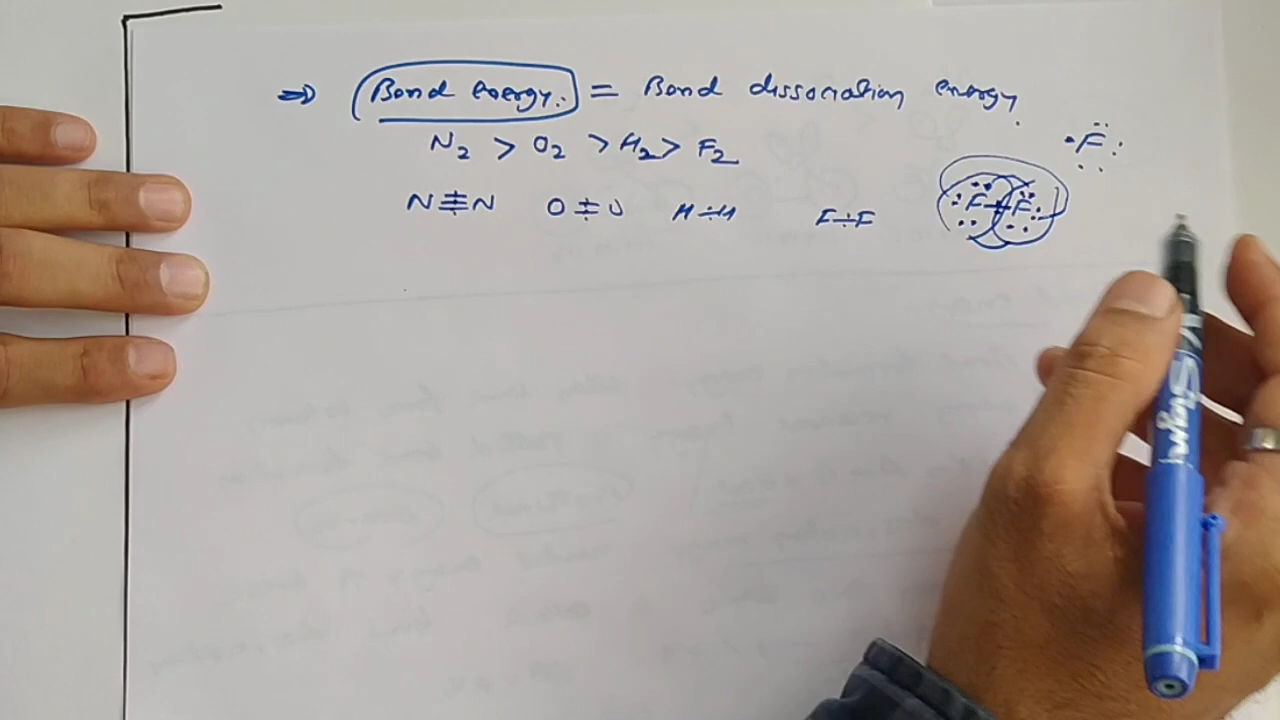 ⇒ Bond energy. = Bond dissociation energy
N₂ > O₂ > H₂ > F₂
N≡N O=O H-H F-F F-F
F